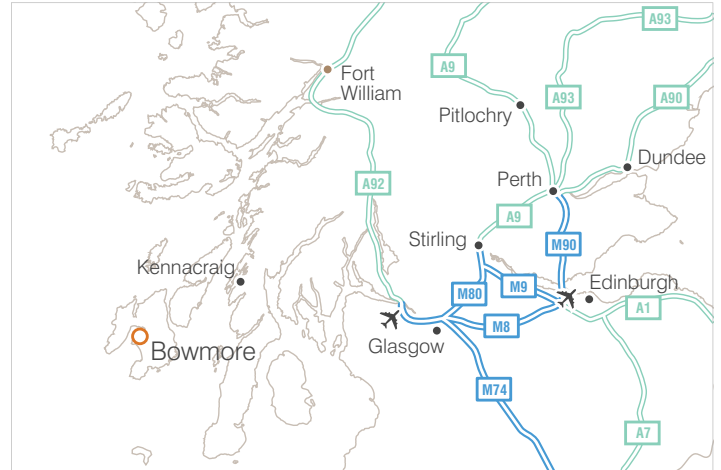 A93
A9
Fort
William
A93
A90
Pitlochry
Dundee
A92
Perth
A9
Stirling
M90
Kennacraig
M9
Edinburgh
M80
A1
M8
Bowmore
Glasgow
M74
A7